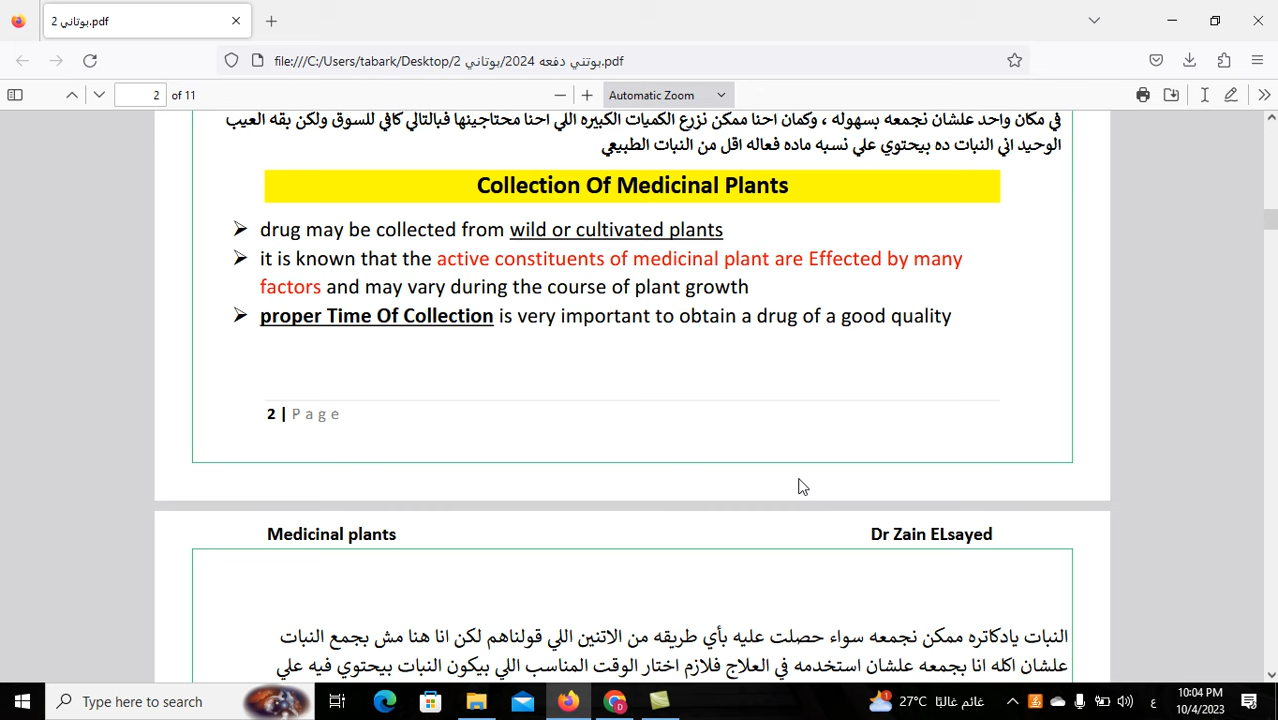 بوتاني 2.pdf
file:///C:/Users/tabark/Desktop/بوتني دفعه 2024/بوتاني 2.pdf
2 of 11
Automatic Zoom
في مكان واحد علشان نجمعه بسهوله ، وكمان احنا ممكن نزرع الكميات الكبيره اللي احنا محتاجينها فبالتالي كافي للسوق ولكن بقه العيب
الوحيد اني النبات ده بيحتوي علي نسبه ماده فعاله اقل من النبات الطبيعي
Collection Of Medicinal Plants
➢ drug may be collected from wild or cultivated plants
➢ it is known that the active constituents of medicinal plant are Effected by many
factors and may vary during the course of plant growth
➢ proper Time Of Collection is very important to obtain a drug of a good quality
2 | Page
Medicinal plants Dr Zain ELsayed
النبات يادكاتره ممكن نجمعه سواء حصلت عليه بأي طريقه من الاتنين اللي قولناهم لكن انا هنا مش بجمع النبات
علشان اكله انا بجمعه علشان استخدمه في العلاج فلازم اختار الوقت المناسب اللي بيكون النبات بيحتوي فيه علي
Type here to search
27°C غائم غالبًا
ع
10:04 PM
10/4/2023